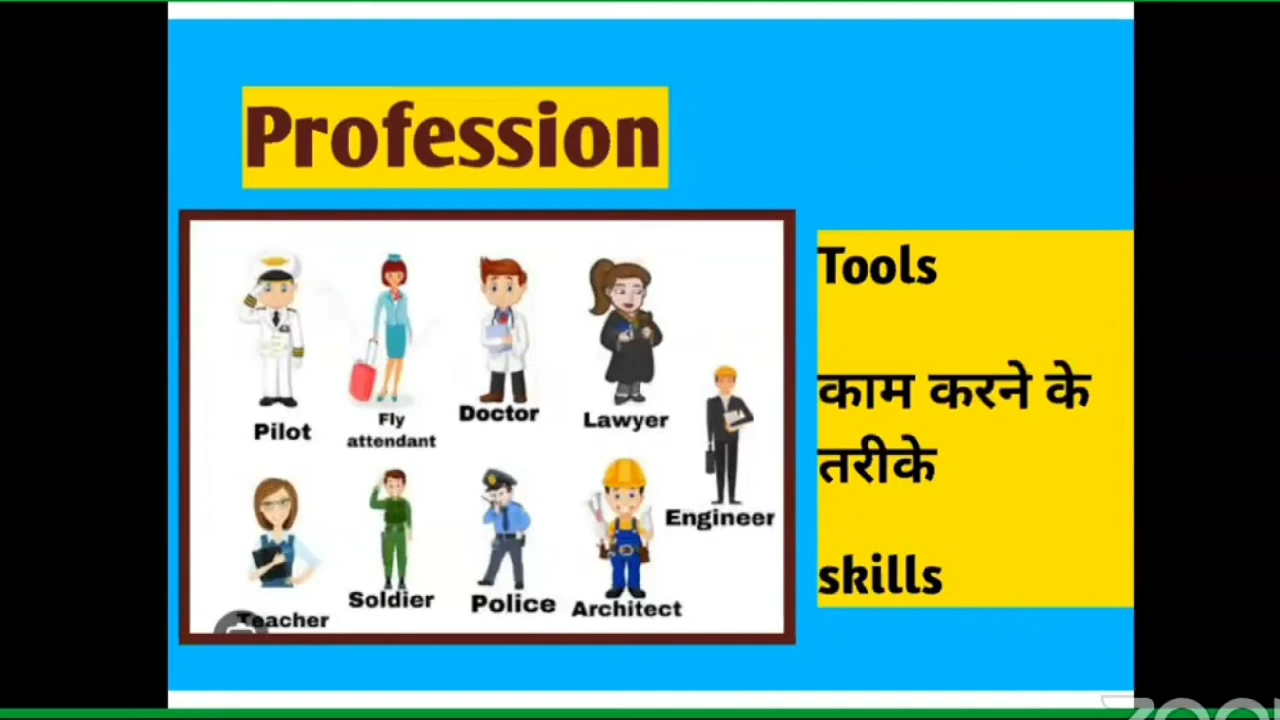 Profession
Pilot
Fly
attendant
Doctor
Lawyer
Engineer
Teacher
Soldier
Police
Architect
Tools
काम करने के
तरीके
skills